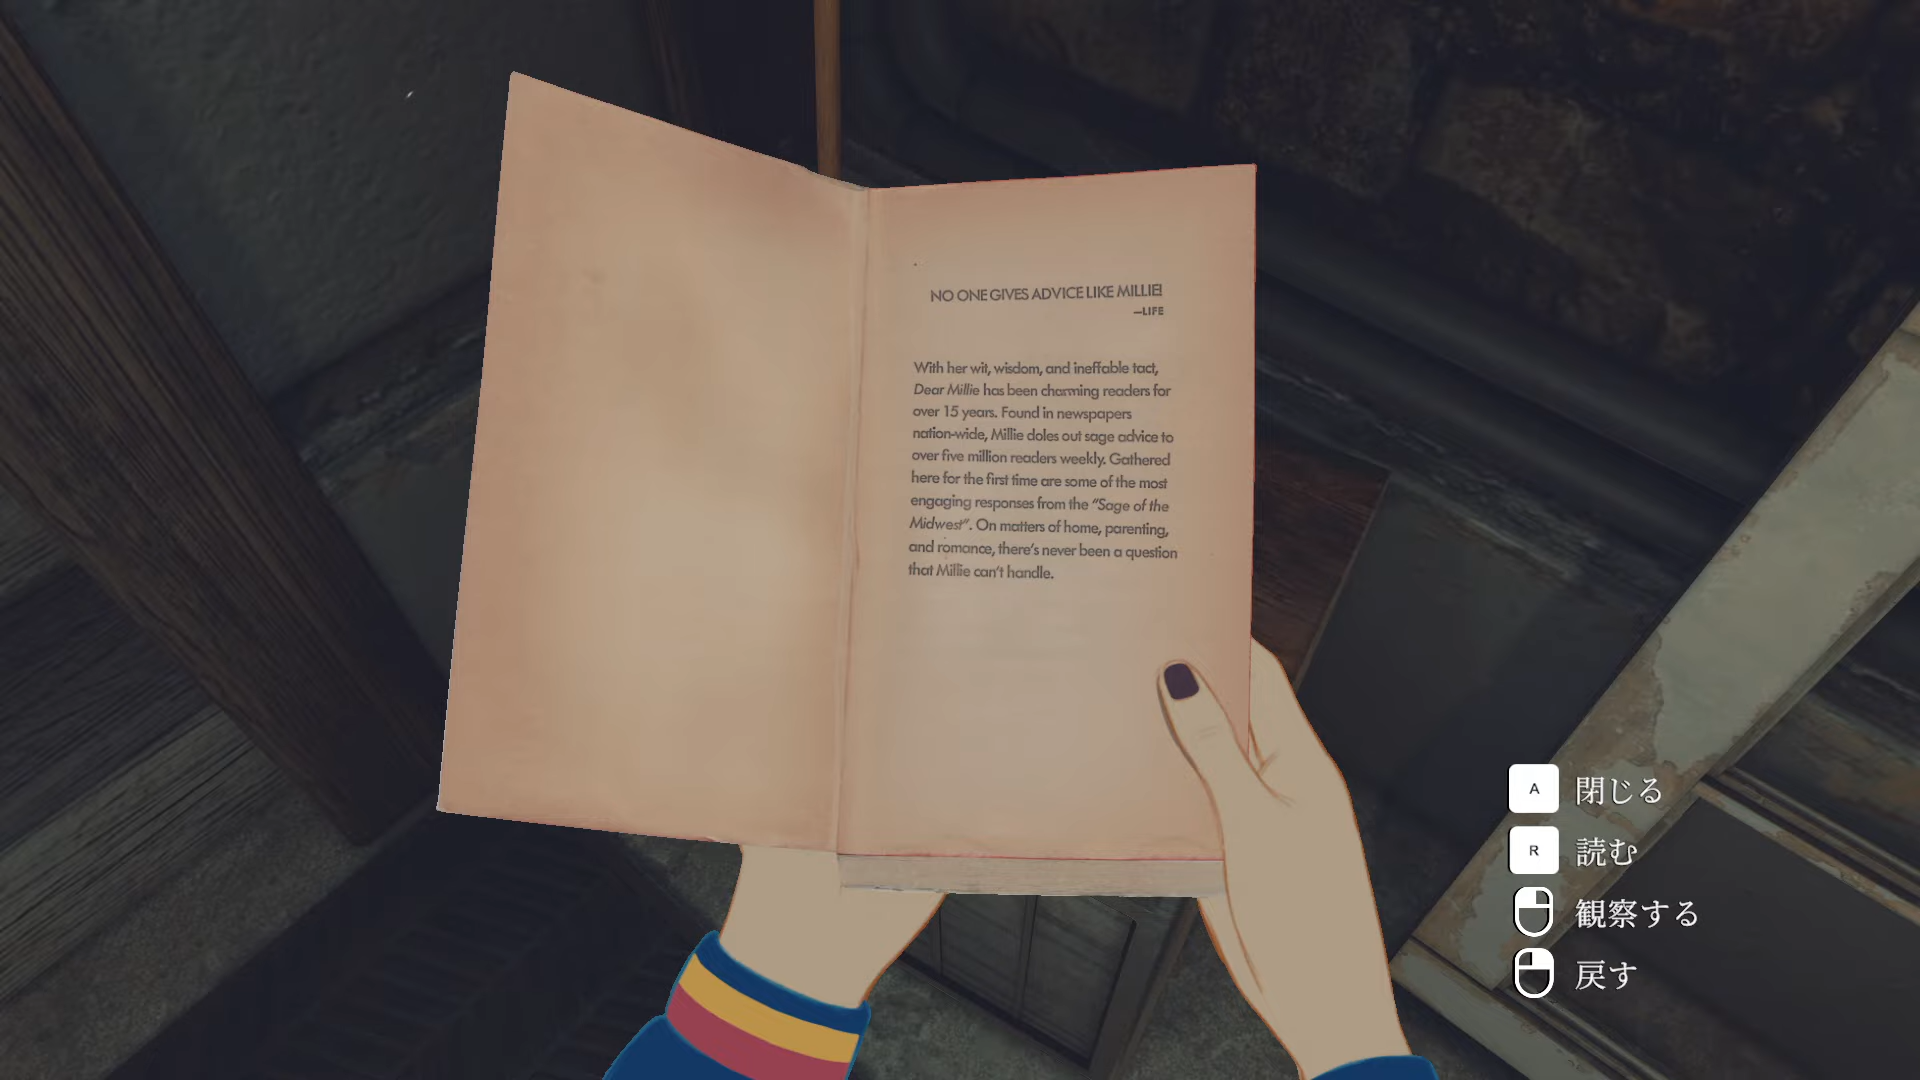 NO ONE GIVES ADVICE LIKE MILLIE!
—LIFE
With her wit, wisdom, and ineffable tact,
Dear Millie has been charming readers for
over 15 years. Found in newspapers
nation-wide, Millie doles out sage advice to
over five million readers weekly. Gathered
here for the first time are some of the most
engaging responses from the “Sage of the
Midwest”. On matters of home, parenting,
and romance, there’s never been a question
that Millie can’t handle.
A 閉じる
R 読む
観察する
戻す